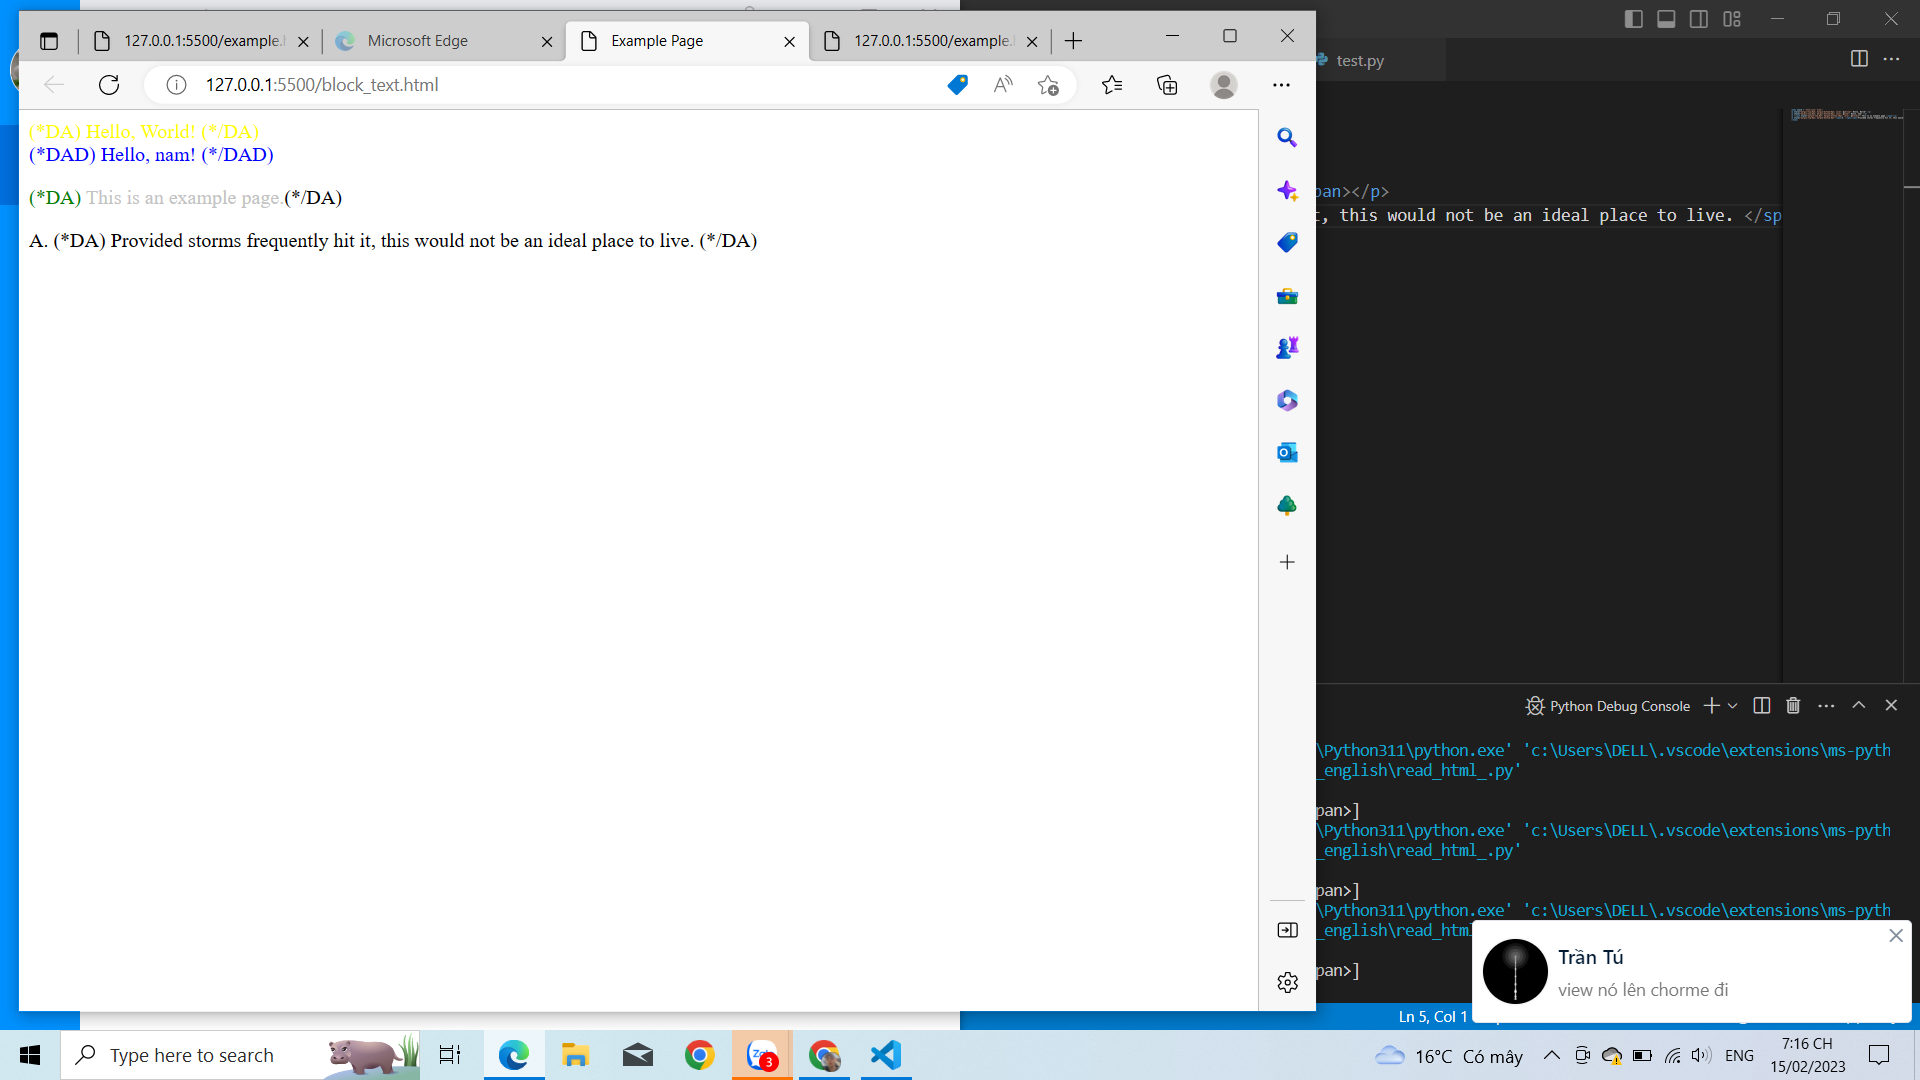 127.0.0.1:5500/example.
Microsoft Edge
Example Page
127.0.0.1:5500/example.
127.0.0.1:5500/block_text.html
(*DA) Hello, World! (*/DA)
(*DAD) Hello, nam! (*/DAD)
(*DA) This is an example page.(*/DA)
A. (*DA) Provided storms frequently hit it, this would not be an ideal place to live. (*/DA)
test.py
pan></p>
, this would not be an ideal place to live. </sp
Python Debug Console
\Python311\python.exe' 'c:\Users\DELL\.vscode\extensions\ms-pyth
_english\read_html_.py'
pan>]
\Python311\python.exe' 'c:\Users\DELL\.vscode\extensions\ms-pyth
_english\read_html_.py'
pan>]
\Python311\python.exe' 'c:\Users\DELL\.vscode\extensions\ms-pyth
_english\read_html
pan>]
Trần Tú
view nó lên chorme đi
Ln 5, Col 1
Type here to search
3
16°C Có mây
ENG
7:16 CH
15/02/2023